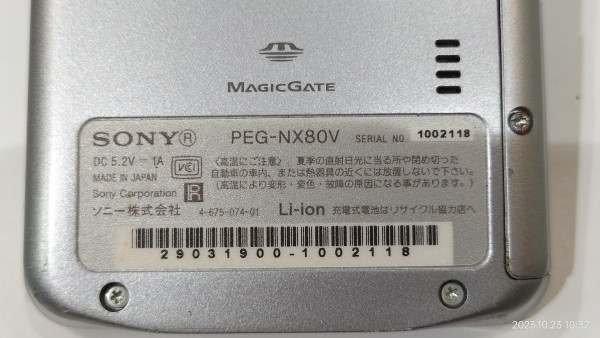 MAGICGATE
SONY® PEG-NX80V SERIAL NO. 1002118
DC 5.2V ⎓ 1A
MADE IN JAPAN
Sony Corporation
ソニー株式会社
VCI
R
〈高温にご注意〉、夏季の直射日光に当る所や閉め切った
自動車の車内、または熱器具の近くには放置しないで下さい。
(高温により変形・変色・故障の原因になる事があります。)
4-675-074-01 Li-ion 充電式電池はリサイクル協力店へ
29031900-1002118
2023.10.23 10:32